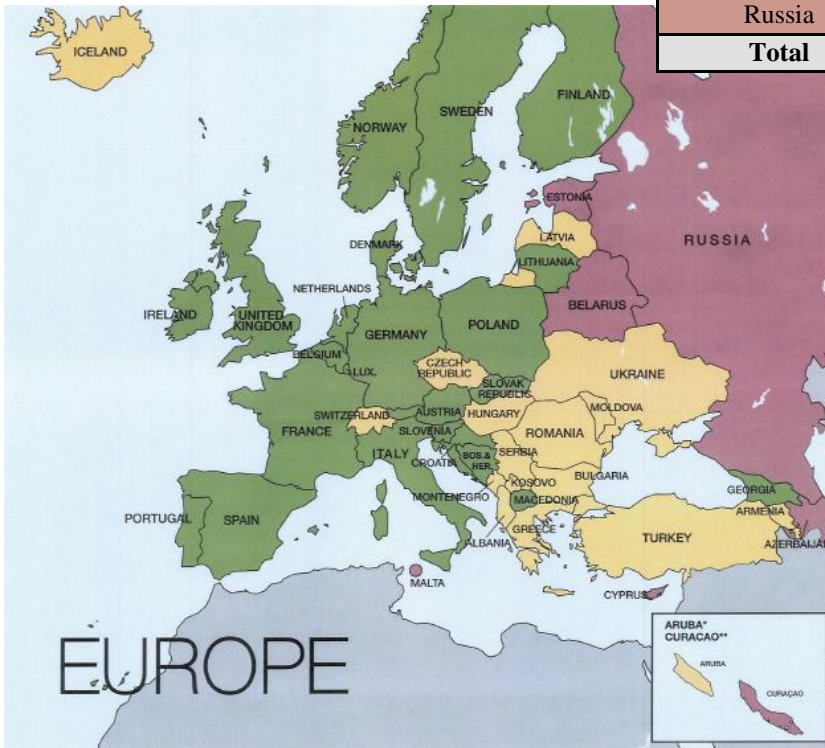 Russia
Total
ICELAND
FINLAND
SWEDEN
NORWAY
ESTONIA
RUSSIA
LATVIA
DENMARK
LITHUANIA
NETHERLANDS
BELARUS
IRELAND
UNITED
KINGDOM
POLAND
GERMANY
BELGIUM
LUX.
CZECH
REPUBLIC
UKRAINE
SLOVAK
REPUBLIC
SWITZERLAND
AUSTRIA
HUNGARY
MOLDOVA
FRANCE
SLOVENIA
ROMANIA
ITALY
CROATIA
BOS.&
HER.
SERBIA
BULGARIA
KOSOVO
GEORGIA
MONTENEGRO
MACEDONIA
ARMENIA
PORTUGAL
SPAIN
GREECE
TURKEY
ALBANIA
AZERBAIJAN
MALTA
CYPRUS
EUROPE
ARUBA*
CURACAO**
ARUBA
CURAÇAO